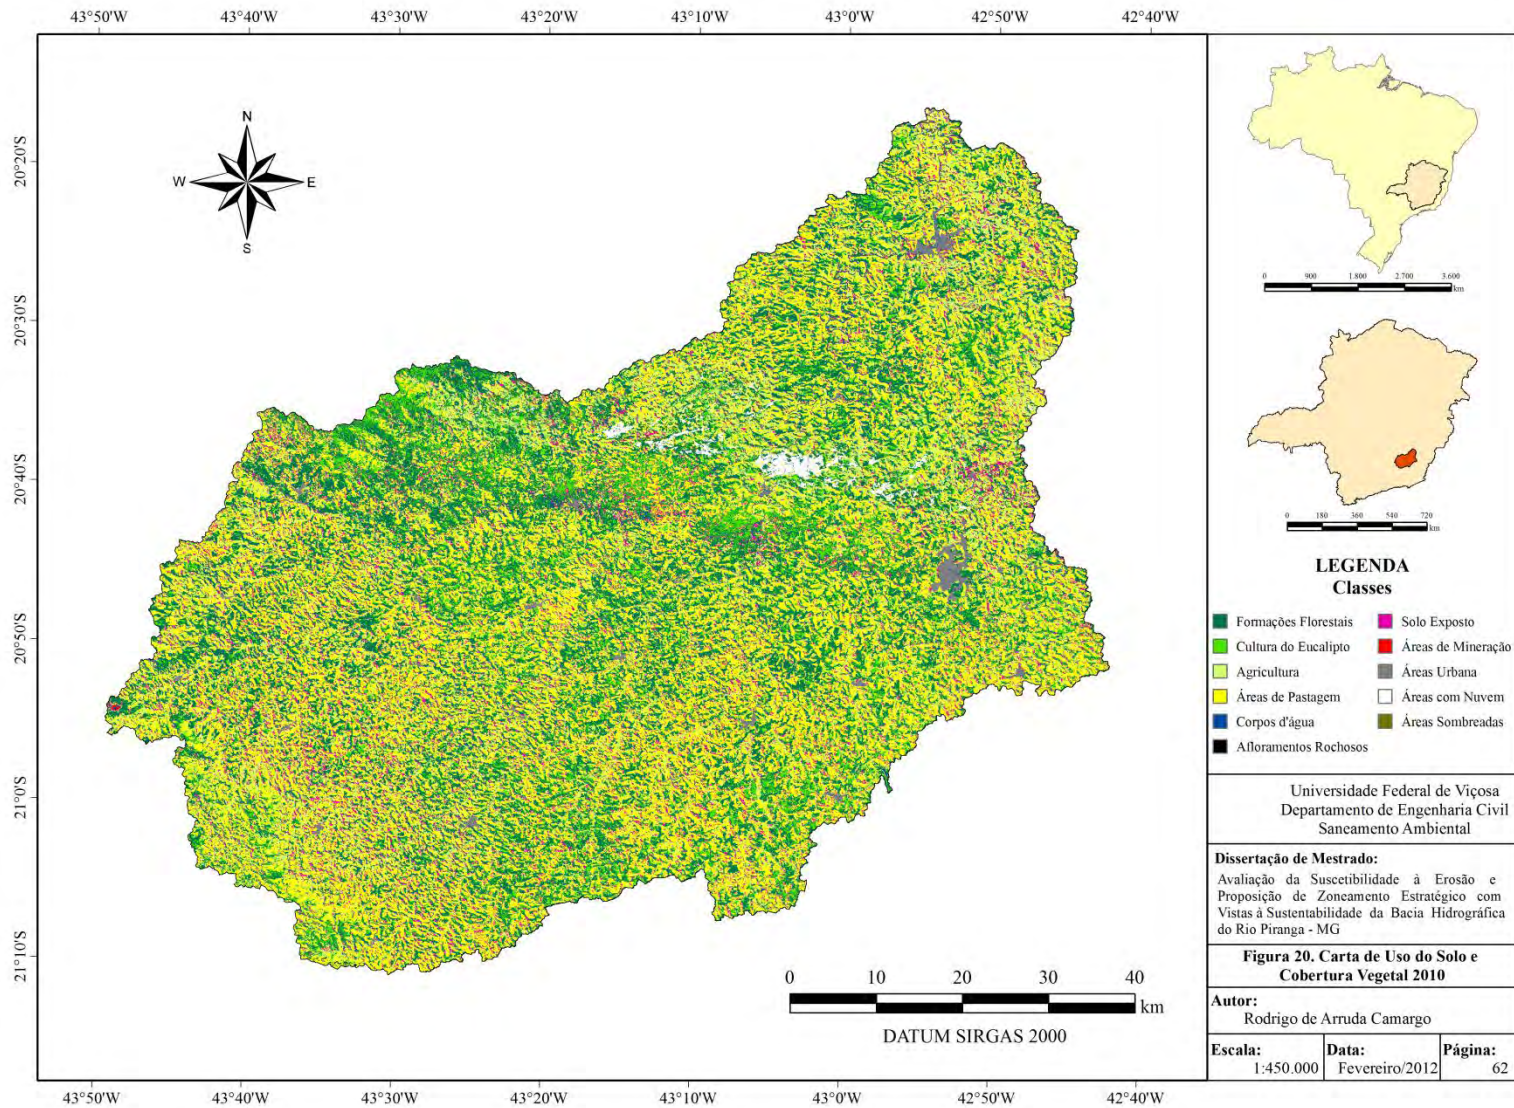 43°50'W 43°40'W 43°30'W 43°20'W 43°10'W 43°0'W 42°50'W 42°40'W
N
W E
S
20°20'S
20°30'S
20°40'S
20°50'S
21°0'S
21°10'S
0 10 20 30 40
km
DATUM SIRGAS 2000
43°50'W 43°40'W 43°30'W 43°20'W 43°10'W 43°0'W 42°50'W 42°40'W
0 900 1.800 2.700 3.600
km
0 180 360 540 720
km
LEGENDA
Classes
Formações Florestais
Cultura do Eucalipto
Agricultura
Áreas de Pastagem
Corpos d'água
Afloramentos Rochosos
Solo Exposto
Áreas de Mineração
Áreas Urbana
Áreas com Nuvem
Áreas Sombreadas
Universidade Federal de Viçosa
Departamento de Engenharia Civil
Saneamento Ambiental
Dissertação de Mestrado:
Avaliação da Suscetibilidade à Erosão e
Proposição de Zoneamento Estratégico com
Vistas à Sustentabilidade da Bacia Hidrográfica
do Rio Piranga - MG
Figura 20. Carta de Uso do Solo e
Cobertura Vegetal 2010
Autor:
Rodrigo de Arruda Camargo
Escala:
1:450.000
Data:
Fevereiro/2012
Página:
62